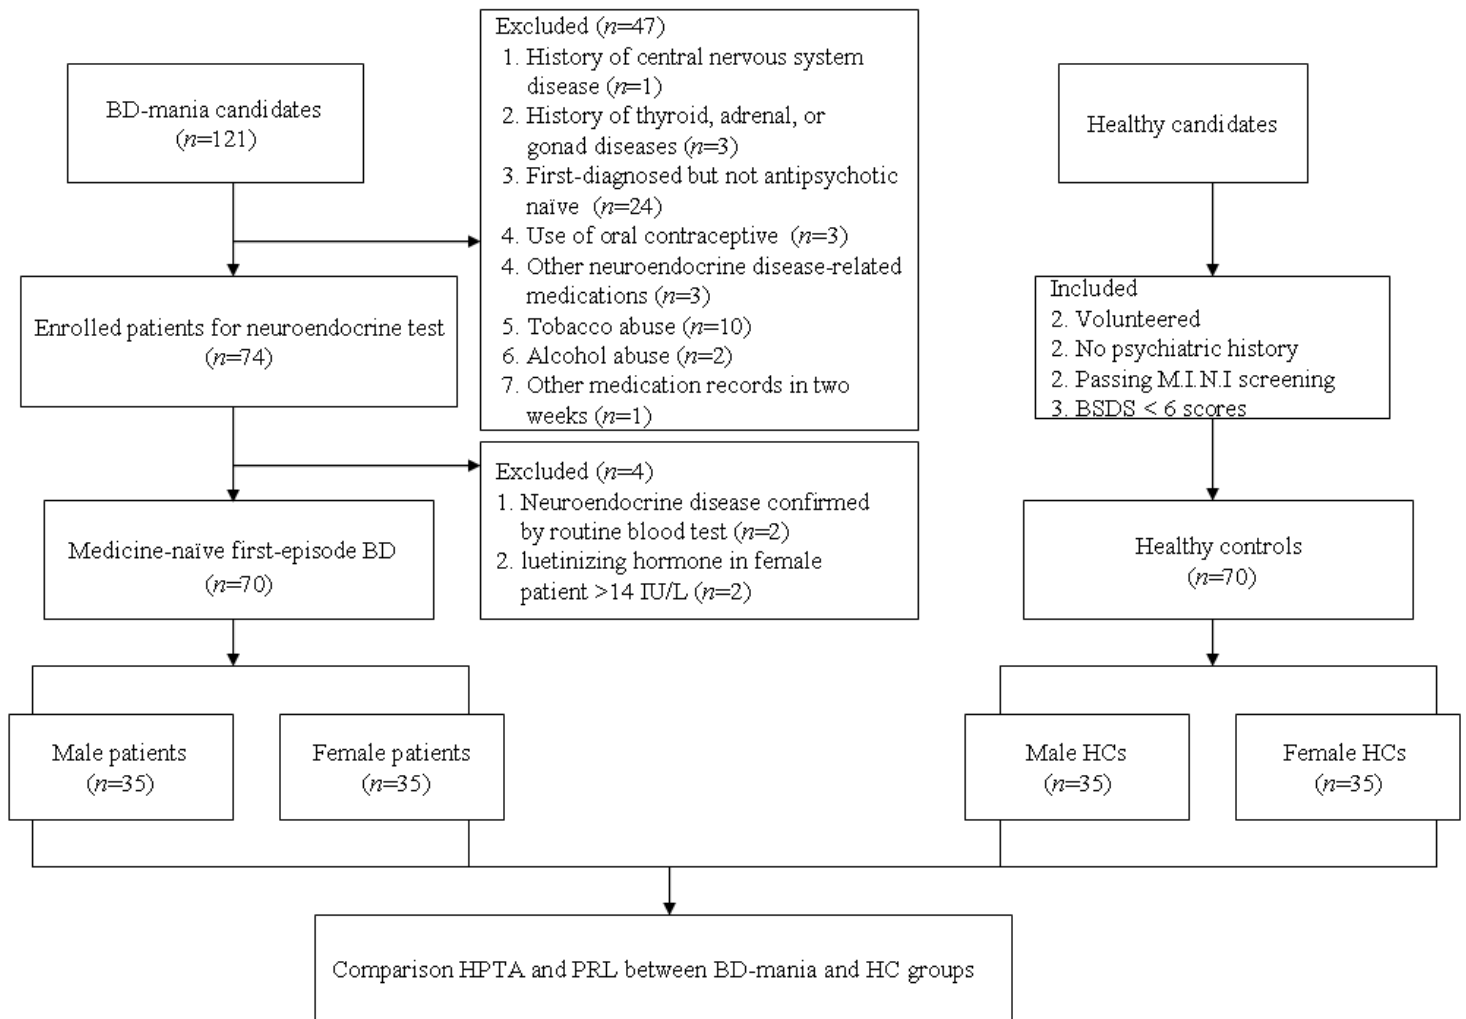 BD-mania candidates
(n=121)
Excluded (n=47)
1. History of central nervous system
disease (n=1)
2. History of thyroid, adrenal, or
gonad diseases (n=3)
3. First-diagnosed but not antipsychotic
naïve (n=24)
4. Use of oral contraceptive (n=3)
4. Other neuroendocrine disease-related
medications (n=3)
5. Tobacco abuse (n=10)
6. Alcohol abuse (n=2)
7. Other medication records in two
weeks (n=1)
Healthy candidates
Enrolled patients for neuroendocrine test
(n=74)
Included
2. Volunteered
2. No psychiatric history
2. Passing M.I.N.I screening
3. BSDS < 6 scores
Excluded (n=4)
1. Neuroendocrine disease confirmed
by routine blood test (n=2)
2. luetinizing hormone in female
patient >14 IU/L (n=2)
Medicine-naïve first-episode BD
(n=70)
Healthy controls
(n=70)
Male patients
(n=35)
Female patients
(n=35)
Male HCs
(n=35)
Female HCs
(n=35)
Comparison HPTA and PRL between BD-mania and HC groups